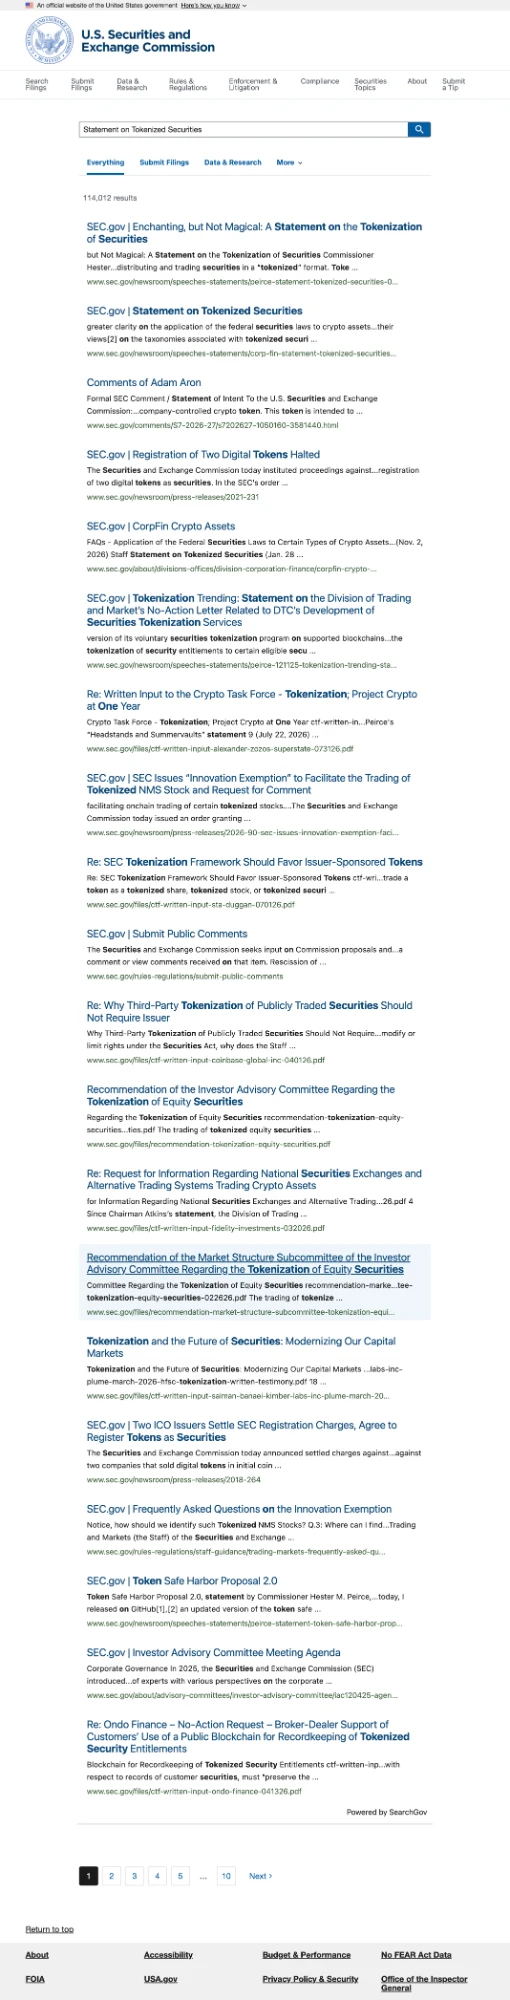 An official website of the United States government Here's how you know
U.S. Securities and
Exchange Commission
Search Filings
Submit Filings
Data & Research
Rules & Regulations
Enforcement & Litigation
Compliance
Securities Topics
About
Submit a Tip
Statement on Tokenized Securities
Everything Submit Filings Data & Research More
114,012 results
SEC.gov | Enchanting, but Not Magical: A Statement on the Tokenization
of Securities
but Not Magical: A Statement on the Tokenization of Securities Commissioner
Hester...distributing and trading securities in a "tokenized" format. Toke ...
www.sec.gov/newsroom/speeches-statements/peirce-statement-tokenized-securities-0...
SEC.gov | Statement on Tokenized Securities
greater clarity on the application of the federal securities laws to crypto assets...their
views[2] on the taxonomies associated with tokenized securi ...
www.sec.gov/newsroom/speeches-statements/corp-fin-statement-tokenized-securities...
Comments of Adam Aron
Formal SEC Comment / Statement of Intent To the U.S. Securities and Exchange
Commission:...company-controlled crypto token. This token is intended to ...
www.sec.gov/comments/S7-2026-27/s7202627-1050160-3581440.html
SEC.gov | Registration of Two Digital Tokens Halted
The Securities and Exchange Commission today instituted proceedings against...registration
of two digital tokens as securities. In the SEC's order ...
www.sec.gov/newsroom/press-releases/2021-231
SEC.gov | CorpFin Crypto Assets
FAQs - Application of the Federal Securities Laws to Certain Types of Crypto Assets...(Nov. 2,
2026) Staff Statement on Tokenized Securities (Jan. 28 ...
www.sec.gov/about/divisions-offices/division-corporation-finance/corpfin-crypto-...
SEC.gov | Tokenization Trending: Statement on the Division of Trading
and Market's No-Action Letter Related to DTC's Development of
Securities Tokenization Services
version of its voluntary securities tokenization program on supported blockchains...the
tokenization of security entitlements to certain eligible secu ...
www.sec.gov/newsroom/speeches-statements/peirce-121125-tokenization-trending-sta...
Re: Written Input to the Crypto Task Force - Tokenization; Project Crypto
at One Year
Crypto Task Force - Tokenization; Project Crypto at One Year ctf-written-in...Peirce's
"Headstands and Summervaults" statement 9 (July 22, 2026) ...
www.sec.gov/files/ctf-written-input-alexander-zozos-superstate-073126.pdf
SEC.gov | SEC Issues "Innovation Exemption" to Facilitate the Trading of
Tokenized NMS Stock and Request for Comment
facilitating onchain trading of certain tokenized stocks....The Securities and Exchange
Commission today issued an order granting ...
www.sec.gov/newsroom/press-releases/2026-90-sec-issues-innovation-exemption-faci...
Re: SEC Tokenization Framework Should Favor Issuer-Sponsored Tokens
Re: SEC Tokenization Framework Should Favor Issuer-Sponsored Tokens ctf-wri...trade a
token as a tokenized share, tokenized stock, or tokenized securi ...
www.sec.gov/files/ctf-written-input-sta-duggan-070126.pdf
SEC.gov | Submit Public Comments
The Securities and Exchange Commission seeks input on Commission proposals and...a
comment or view comments received on that item. Rescission of ...
www.sec.gov/rules-regulations/submit-public-comments
Re: Why Third-Party Tokenization of Publicly Traded Securities Should
Not Require Issuer
Why Third-Party Tokenization of Publicly Traded Securities Should Not Require...modify or
limit rights under the Securities Act, why does the Staff ...
www.sec.gov/files/ctf-written-input-coinbase-global-inc-040126.pdf
Recommendation of the Investor Advisory Committee Regarding the
Tokenization of Equity Securities
Regarding the Tokenization of Equity Securities recommendation-tokenization-equity-
securities...ties.pdf The trading of tokenized equity securities ...
www.sec.gov/files/recommendation-tokenization-equity-securities.pdf
Re: Request for Information Regarding National Securities Exchanges and
Alternative Trading Systems Trading Crypto Assets
for Information Regarding National Securities Exchanges and Alternative Trading...26.pdf 4
Since Chairman Atkins's statement, the Division of Trading ...
www.sec.gov/files/ctf-written-input-fidelity-investments-032026.pdf
Recommendation of the Market Structure Subcommittee of the Investor
Advisory Committee Regarding the Tokenization of Equity Securities
Committee Regarding the Tokenization of Equity Securities recommendation-marke...tee-
tokenization-equity-securities-022626.pdf The trading of tokenize ...
www.sec.gov/files/recommendation-market-structure-subcommittee-tokenization-equi...
Tokenization and the Future of Securities: Modernizing Our Capital
Markets
Tokenization and the Future of Securities: Modernizing Our Capital Markets ...labs-inc-
plume-march-2026-hfsc-tokenization-written-testimony.pdf 18 ...
www.sec.gov/files/ctf-written-input-salman-banaei-kimber-labs-inc-plume-march-20...
SEC.gov | Two ICO Issuers Settle SEC Registration Charges, Agree to
Register Tokens as Securities
The Securities and Exchange Commission today announced settled charges against...against
two companies that sold digital tokens in initial coin ...
www.sec.gov/newsroom/press-releases/2018-264
SEC.gov | Frequently Asked Questions on the Innovation Exemption
Notice, how should we identify such Tokenized NMS Stocks? Q.3: Where can I find...Trading
and Markets (the Staff) of the Securities and Exchange ...
www.sec.gov/rules-regulations/staff-guidance/trading-markets-frequently-asked-qu...
SEC.gov | Token Safe Harbor Proposal 2.0
Token Safe Harbor Proposal 2.0, statement by Commissioner Hester M. Peirce,...today, I
released on GitHub[1],[2] an updated version of the token safe ...
www.sec.gov/newsroom/speeches-statements/peirce-statement-token-safe-harbor-prop...
SEC.gov | Investor Advisory Committee Meeting Agenda
Corporate Governance In 2025, the Securities and Exchange Commission (SEC)
introduced...of experts with various perspectives on the corporate ...
www.sec.gov/about/advisory-committees/investor-advisory-committee/iac120425-agen...
Re: Ondo Finance – No-Action Request – Broker-Dealer Support of
Customers' Use of a Public Blockchain for Recordkeeping of Tokenized
Security Entitlements
Blockchain for Recordkeeping of Tokenized Security Entitlements ctf-written-inp...with
respect to records of customer securities, must "preserve the ...
www.sec.gov/files/ctf-written-input-ondo-finance-041326.pdf
Powered by SearchGov
1 2 3 4 5 ... 10 Next
Return to top
About Accessibility Budget & Performance No FEAR Act Data
FOIA USA.gov Privacy Policy & Security Office of the Inspector
General